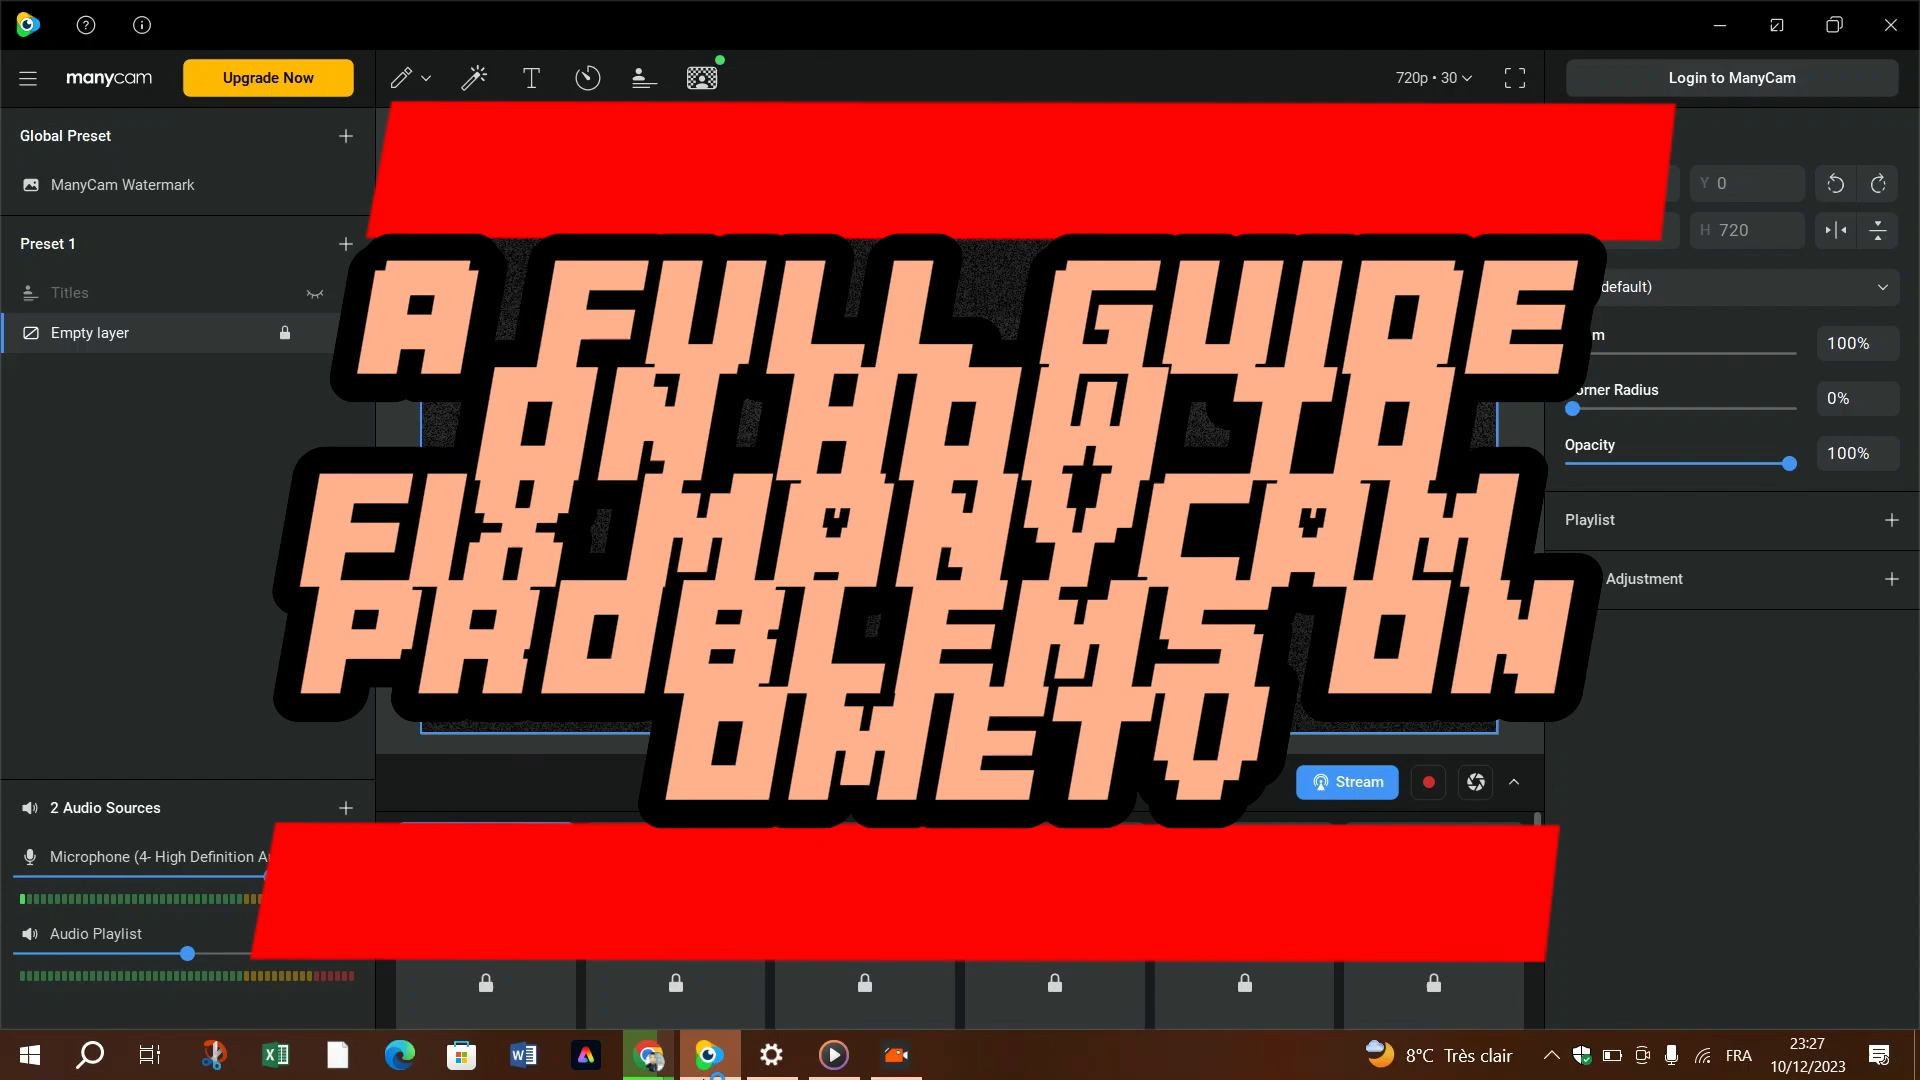 manycam
Upgrade Now
720p • 30
Login to ManyCam
Global Preset
ManyCam Watermark
Y 0
Preset 1
H 720
Titles
Empty layer
A FULL GUIDE
ON HOW TO
FIX MANYCAM
PROBLEMS ON
OMETV
default)
100%
orner Radius
0%
Opacity
100%
Playlist
Adjustment
Stream
2 Audio Sources
Microphone (4- High Definition A
Audio Playlist
8°C Très clair
FRA
23:27
10/12/2023